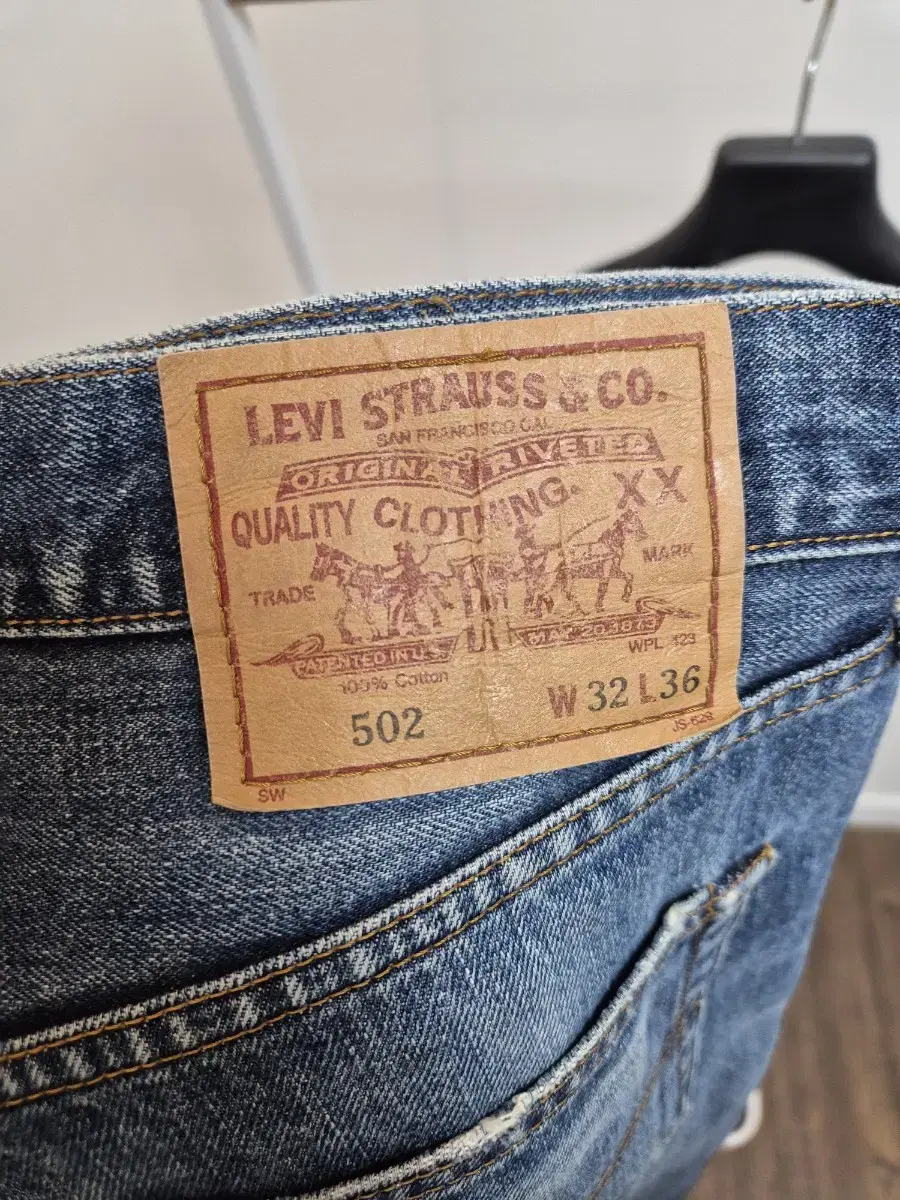 LEVI STRAUSS & CO.
SAN FRANCISCO CAL
ORIGINAL RIVETED
QUALITY CLOTHING. XX
TRADE MARK
PATENTED IN U.S. MAY 20 1873
WPL 423
100% Cotton
502 W 32 L 36
SW JS-628